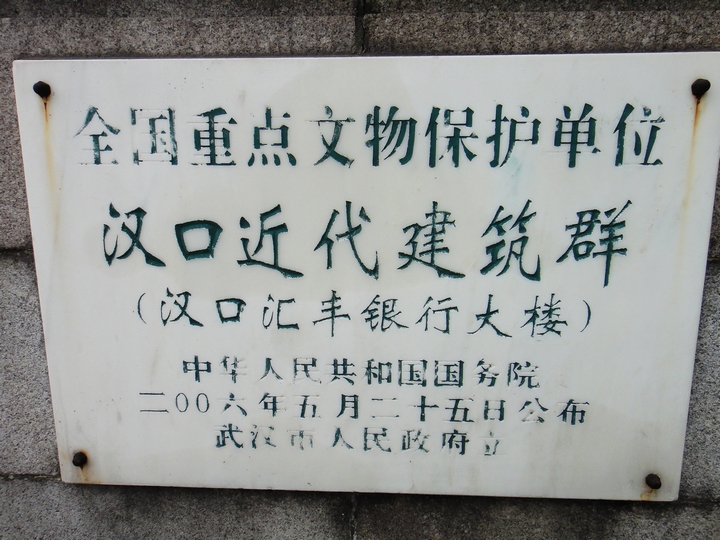 全国重点文物保护单位
汉口近代建筑群
（汉口汇丰银行大楼）
中华人民共和国国务院
二00六年五月二十五日公布
武汉市人民政府立